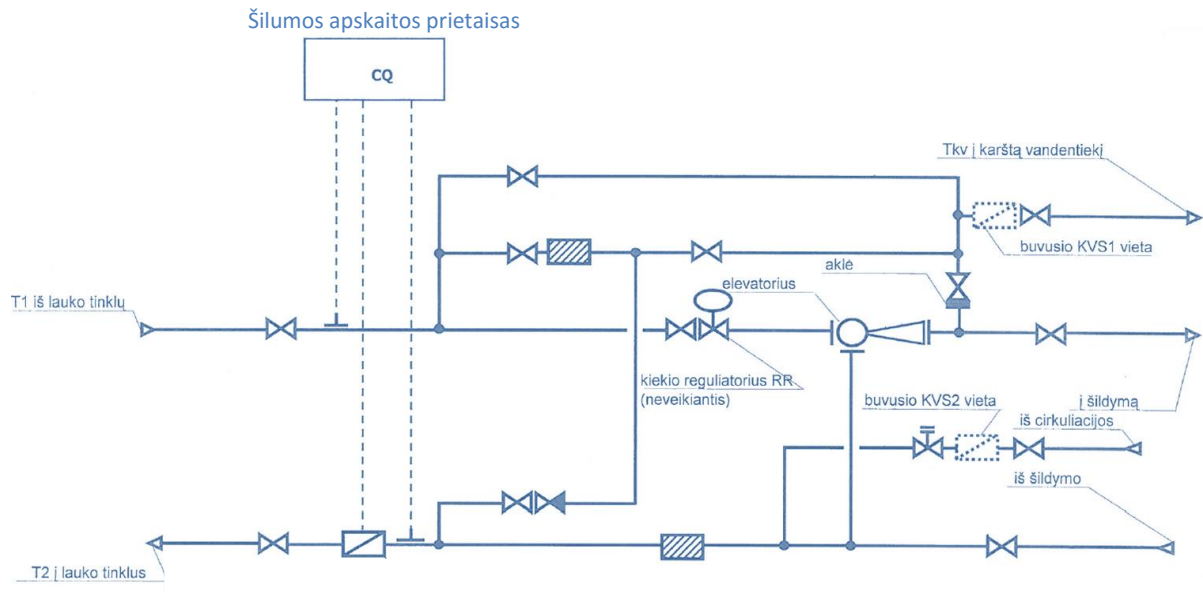 Šilumos apskaitos prietaisas
CQ
Tkv į karštą vandentiekį
buvusio KVS1 vieta
aklė
elevatorius
T1 iš lauko tinklų
kiekio reguliatorius RR
(neveikiantis)
buvusio KVS2 vieta
į šildymą
iš cirkuliacijos
iš šildymo
T2 į lauko tinklus